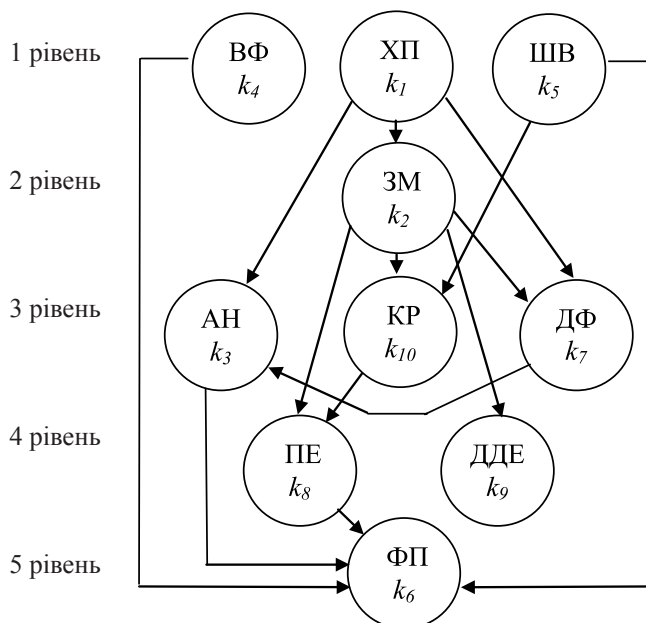 1 рівень
ВФ
k4
ХП
k1
ШВ
k5
2 рівень
ЗМ
k2
3 рівень
АН
k3
КР
k10
ДФ
k7
4 рівень
ПЕ
k8
ДДЕ
k9
5 рівень
ФП
k6